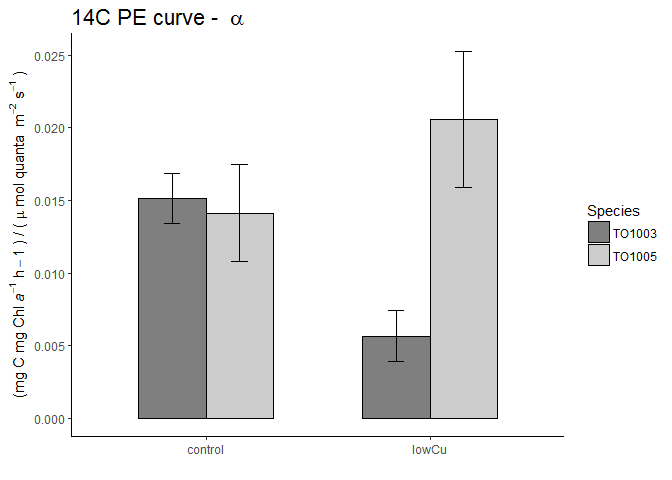 14C PE curve - α
(mg C mg Chl a⁻¹ h − 1 ) / ( μ mol quanta m⁻² s⁻¹ )
0.025
0.020
0.015
0.010
0.005
0.000
control
lowCu
Species
TO1003
TO1005